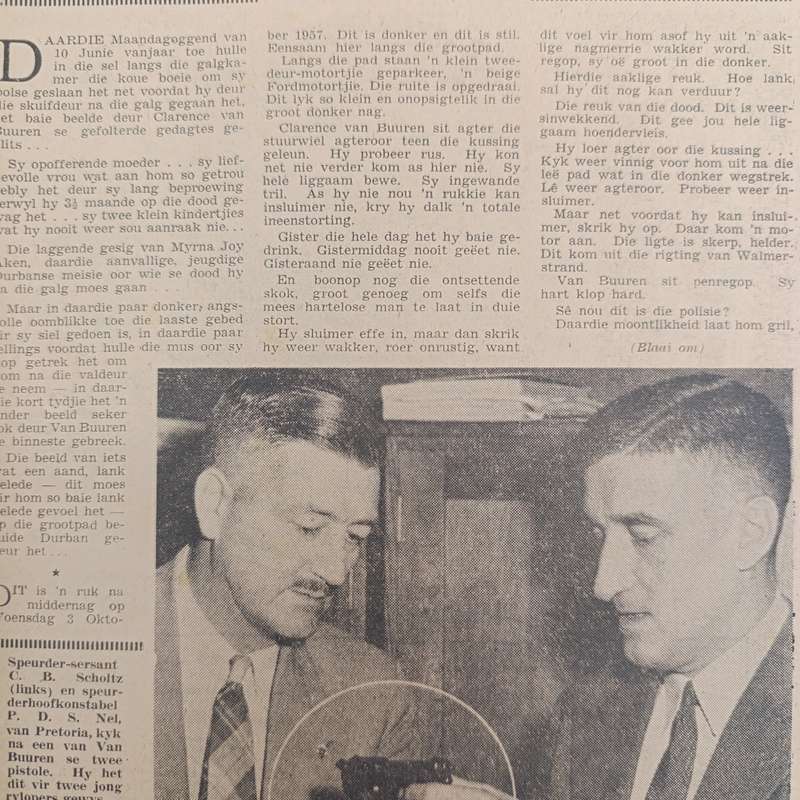 DAARDIE Maandagoggend van
10 Junie vanjaar toe hulle
in die sel langs die galgka-
mer die koue boeie om sy
polse geslaan het net voordat hy deur
die skuifdeur na die galg gegaan het,
het baie beelde deur Clarence van
Buuren se gefolterde gedagtes ge-
flits . . .
Sy opofferende moeder . . . sy lief-
devolle vrou wat aan hom so getrou
gebly het deur sy lang beproewing
terwyl hy 3½ maande op die dood ge-
wag het . . . sy twee klein kindertjies
wat hy nooit weer sou aanraak nie. . .
Die laggende gesig van Myrna Joy
Aken, daardie aanvallige, jeugdige
Durbanse meisie oor wie se dood hy
na die galg moes gaan . . .
Maar in daardie paar donker, angs-
volle oomblikke toe die laaste gebed
vir sy siel gedoen is, in daardie paar
tellings voordat hulle die mus oor sy
kop getrek het om
hom na die valdeur
te neem — in daar-
die kort tydjie het 'n
ander beeld seker
ook deur Van Buuren
se binneste gebreek.
Die beeld van iets
wat een aand, lank
gelede — dit moes
vir hom so baie lank
gelede gevoel het —
op die grootpad be-
suide Durban ge-
beur het . . .
★
DIT is 'n ruk na
middernag op
Woensdag 3 Okto-
ber 1957. Dit is donker en dit is stil.
Eensaam hier langs die grootpad.
Langs die pad staan 'n klein twee-
deur-motortjie geparkeer, 'n beige
Fordmotortjie. Die ruite is opgedraai.
Dit lyk so klein en onopsigtelik in die
groot donker nag.
Clarence van Buuren sit agter die
stuurwiel agteroor teen die kussing
geleun. Hy probeer rus. Hy kon
net nie verder kom as hier nie. Sy
hele liggaam bewe. Sy ingewande
tril. As hy nie nou 'n rukkie kan
insluimer nie, kry hy dalk 'n totale
ineenstorting.
Gister die hele dag het hy baie ge-
drink. Gistermiddag nooit geëet nie.
Gisteraand nie geëet nie.
En boonop nog die ontsettende
skok, groot genoeg om selfs die
mees hartelose man te laat in duie
stort.
Hy sluimer effe in, maar dan skrik
hy weer wakker, roer onrustig, want
dit voel vir hom asof hy uit 'n aak-
lige nagmerrie wakker word. Sit
regop, sy oë groot in die donker.
Hierdie aaklige reuk. Hoe lank
sal hy dit nog kan verduur?
Die reuk van die dood. Dit is weer-
sinwekkend. Dit gee jou hele lig-
gaam hoendervleis.
Hy loer agter oor die kussing . . .
Kyk weer vinnig voor hom uit na die
leë pad wat in die donker wegstrek.
Lê weer agteroor. Probeer weer in-
sluimer.
Maar net voordat hy kan inslui-
mer, skrik hy op. Daar kom 'n mo-
tor aan. Die ligte is skerp, helder.
Dit kom uit die rigting van Walmer-
strand.
Van Buuren sit penregop. Sy
hart klop hard.
Sê nou dit is die polisie?
Daardie moontlikheid laat hom gril,
(Blaai om)
Speurder-sersant
C. B. Scholtz
(links) en speur-
derhoofkonstabel
P. D. S. Nel,
van Pretoria, kyk
na een van Van
Buuren se twee
pistole. Hy het
dit vir twee jong
rylopers gewys